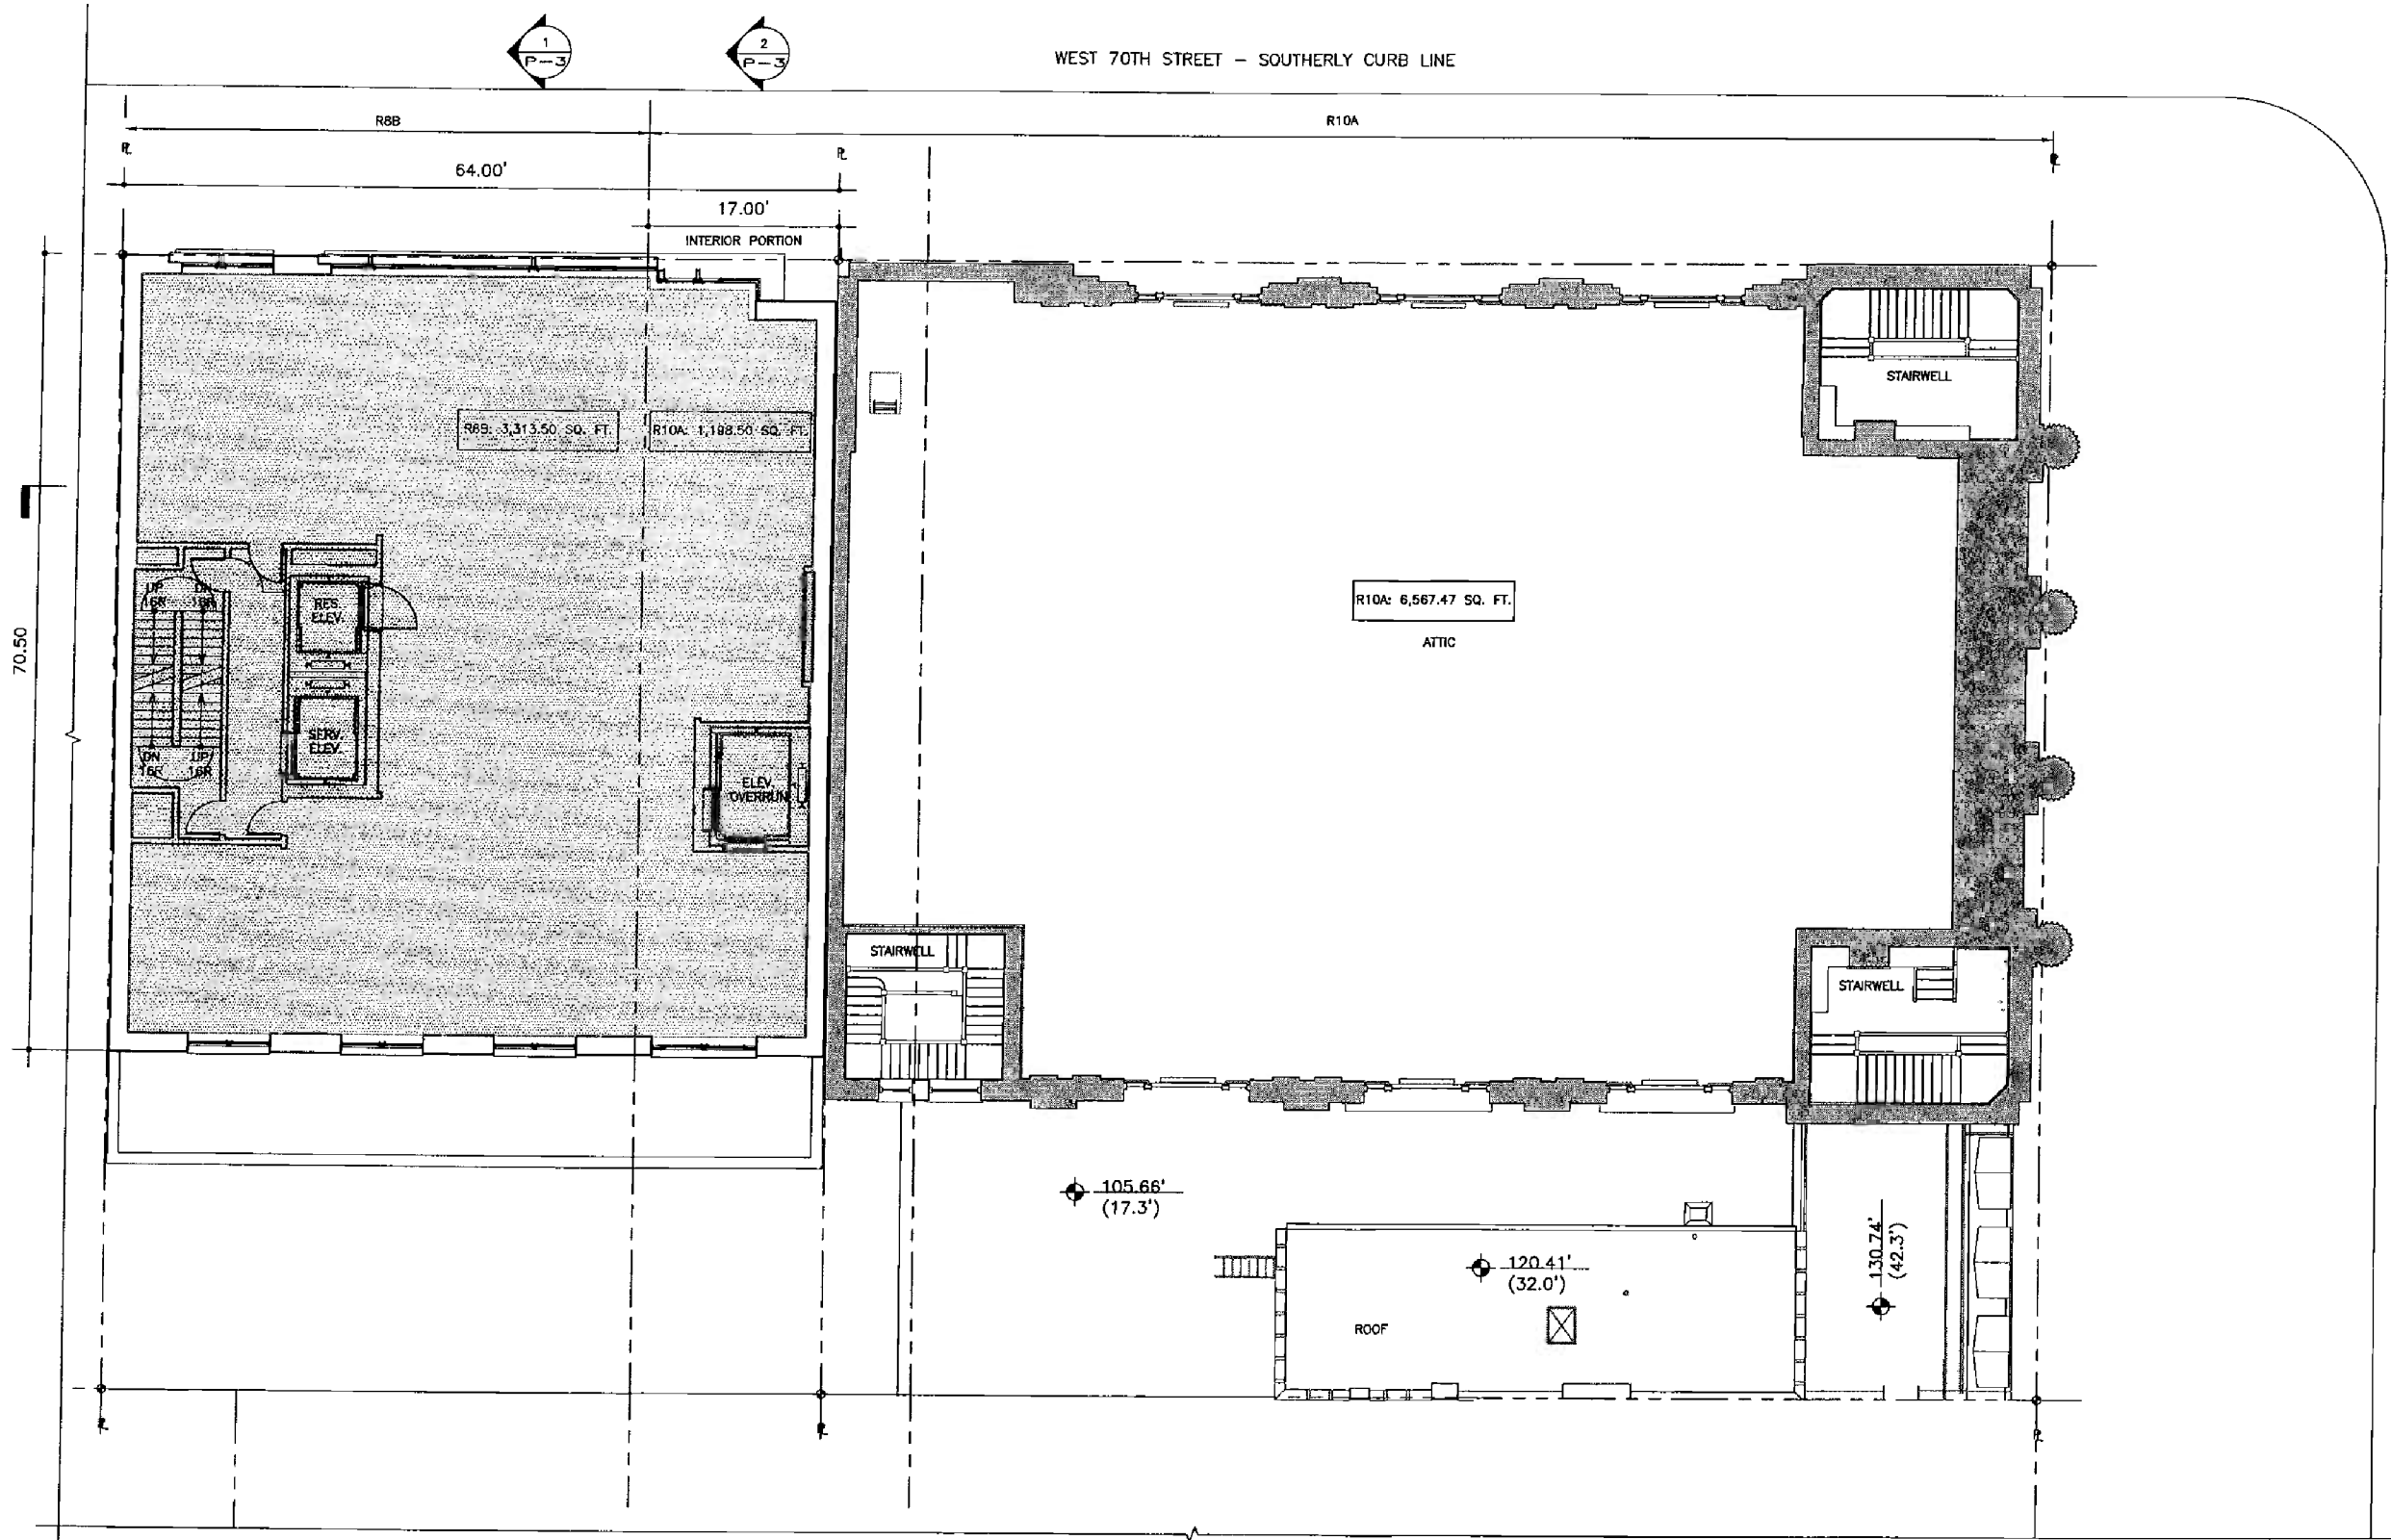 1
P-3
2
P-3
WEST 70TH STREET - SOUTHERLY CURB LINE
R8B
R10A
64.00'
17.00'
INTERIOR PORTION
STAIRWELL
R8B: 3,313.50 SQ. FT.
R10A: 1,198.50 SQ. FT.
70.50
UP
16R
DN
16R
RES.
ELEV.
R10A: 6,567.47 SQ. FT.
ATTIC
SERV.
ELEV.
DN
16R
UP
16R
ELEV.
OVERRUN
STAIRWELL
STAIRWELL
105.66'
(17.3')
120.41'
(32.0')
130.74'
(42.3')
ROOF